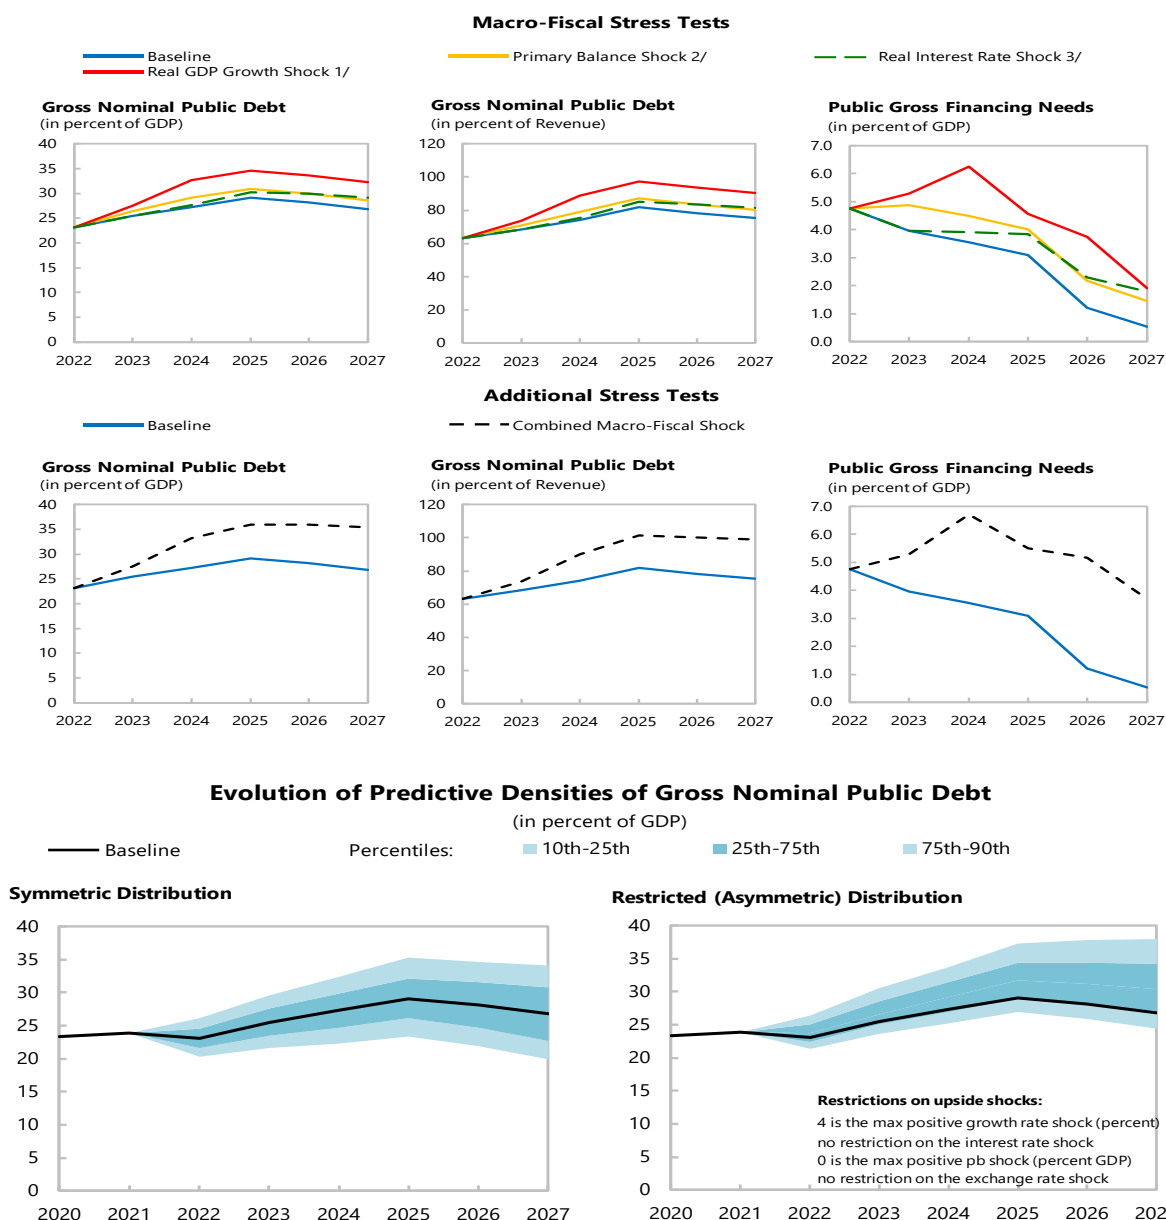 Macro-Fiscal Stress Tests
Baseline
Primary Balance Shock 2/
Real Interest Rate Shock 3/
Real GDP Growth Shock 1/
Gross Nominal Public Debt
(in percent of GDP)
40
35
30
25
20
15
10
5
0
2022 2023 2024 2025 2026 2027
Gross Nominal Public Debt
(in percent of Revenue)
120
100
80
60
40
20
0
2022 2023 2024 2025 2026 2027
Public Gross Financing Needs
(in percent of GDP)
7.0
6.0
5.0
4.0
3.0
2.0
1.0
0.0
2022 2023 2024 2025 2026 2027
Additional Stress Tests
Baseline
Combined Macro-Fiscal Shock
Gross Nominal Public Debt
(in percent of GDP)
40
35
30
25
20
15
10
5
0
2022 2023 2024 2025 2026 2027
Gross Nominal Public Debt
(in percent of Revenue)
120
100
80
60
40
20
0
2022 2023 2024 2025 2026 2027
Public Gross Financing Needs
(in percent of GDP)
7.0
6.0
5.0
4.0
3.0
2.0
1.0
0.0
2022 2023 2024 2025 2026 2027
Evolution of Predictive Densities of Gross Nominal Public Debt
(in percent of GDP)
Baseline
Percentiles:
10th-25th
25th-75th
75th-90th
Symmetric Distribution
40
35
30
25
20
15
10
5
0
2020 2021 2022 2023 2024 2025 2026 2027
Restricted (Asymmetric) Distribution
40
35
30
25
20
15
10
5
0
Restrictions on upside shocks:
4 is the max positive growth rate shock (percent)
no restriction on the interest rate shock
0 is the max positive pb shock (percent GDP)
no restriction on the exchange rate shock
2020 2021 2022 2023 2024 2025 2026 202